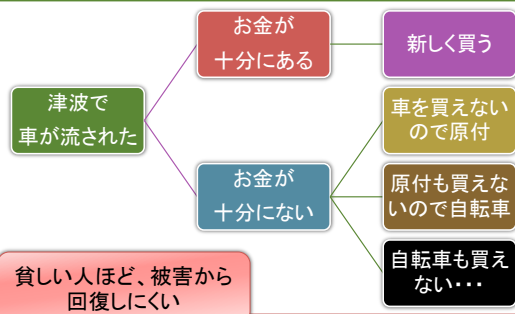 お金が
十分にある
新しく買う
津波で
車が流された
車を買えない
ので原付
お金が
十分にない
原付も買えな
いので自転車
自転車も買え
ない・・・
貧しい人ほど、被害から
回復しにくい